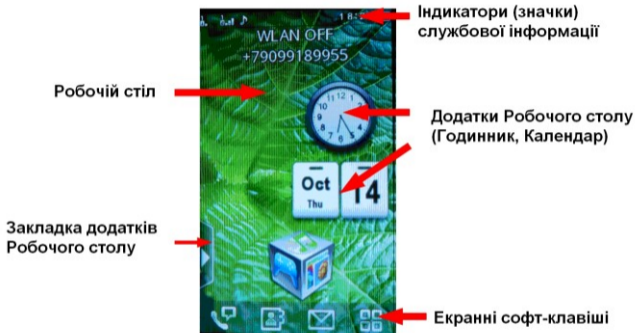 Індикатори (значки)
службової інформації
WLAN OFF
+79099189955
Робочій стіл
Додатки Робочого столу
(Годинник, Календар)
Oct
Thu
14
Закладка додатків
Робочого столу
Екранні софт-клавіші